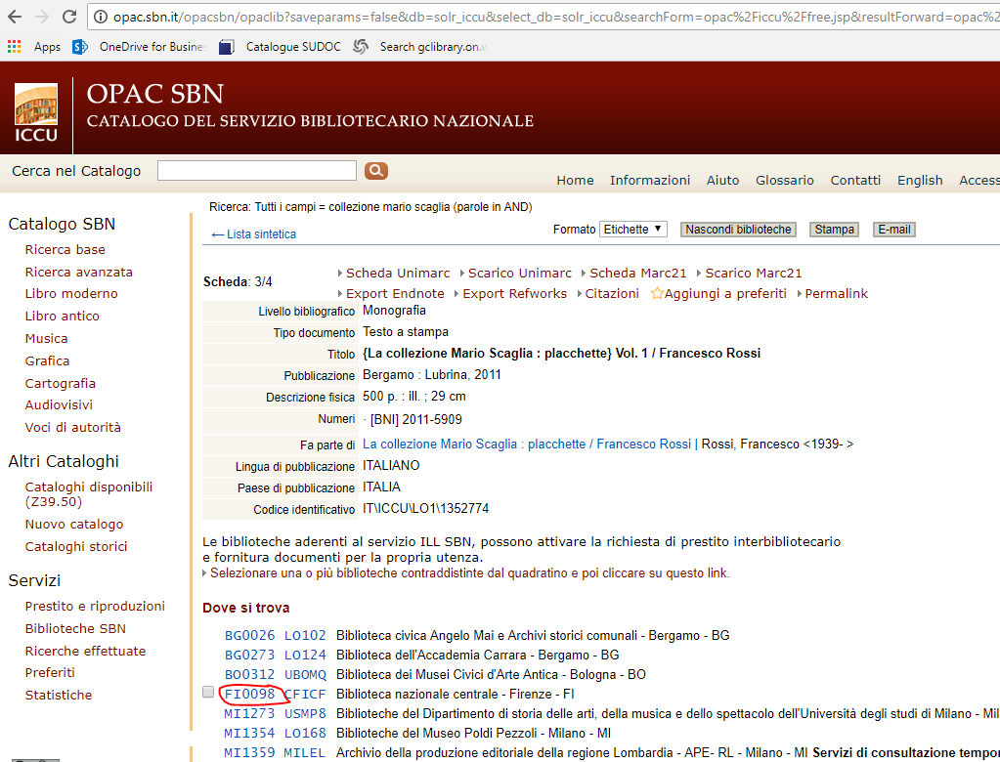 opac.sbn.it/opacsbn/opaclib?saveparams=false&db=solr_iccu&select_db=solr_iccu&searchForm=opac%2Ficcu%2Ffree.jsp&resultForward=opac%2
Apps OneDrive for Busine Catalogue SUDOC Search gclibrary.on.
OPAC SBN
CATALOGO DEL SERVIZIO BIBLIOTECARIO NAZIONALE
ICCU
Cerca nel Catalogo
Home Informazioni Aiuto Glossario Contatti English Access
Catalogo SBN
Ricerca base
Ricerca avanzata
Libro moderno
Libro antico
Musica
Grafica
Cartografia
Audiovisivi
Voci di autorità
Altri Cataloghi
Cataloghi disponibili
(Z39.50)
Nuovo catalogo
Cataloghi storici
Servizi
Prestito e riproduzioni
Biblioteche SBN
Ricerche effettuate
Preferiti
Statistiche
Ricerca: Tutti i campi = collezione mario scaglia (parole in AND)
←Lista sintetica
Formato Etichette Nascondi biblioteche Stampa E-mail
Scheda: 3/4
Scheda Unimarc Scarico Unimarc Scheda Marc21 Scarico Marc21
Export Endnote Export Refworks Citazioni Aggiungi a preferiti Permalink
Livello bibliografico Monografia
Tipo documento Testo a stampa
Titolo {La collezione Mario Scaglia : placchette} Vol. 1 / Francesco Rossi
Pubblicazione Bergamo : Lubrina, 2011
Descrizione fisica 500 p. : ill. ; 29 cm
Numeri · [BNI] 2011-5909
Fa parte di La collezione Mario Scaglia : placchette / Francesco Rossi | Rossi, Francesco <1939- >
Lingua di pubblicazione ITALIANO
Paese di pubblicazione ITALIA
Codice identificativo IT\ICCU\LO1\1352774
Le biblioteche aderenti al servizio ILL SBN, possono attivare la richiesta di prestito interbibliotecario
e fornitura documenti per la propria utenza.
Selezionare una o più biblioteche contraddistinte dal quadratino e poi cliccare su questo link.
Dove si trova
BG0026 LO102 Biblioteca civica Angelo Mai e Archivi storici comunali - Bergamo - BG
BG0273 LO124 Biblioteca dell'Accademia Carrara - Bergamo - BG
BO0312 UBOMQ Biblioteca dei Musei Civici d'Arte Antica - Bologna - BO
FI0098 CFICF Biblioteca nazionale centrale - Firenze - FI
MI1273 USMP8 Biblioteche del Dipartimento di storia delle arti, della musica e dello spettacolo dell'Università degli studi di Milano - Mil
MI1354 LO168 Biblioteche del Museo Poldi Pezzoli - Milano - MI
MI1359 MILEL Archivio della produzione editoriale della regione Lombardia - APE- RL - Milano - MI Servizi di consultazione tempo